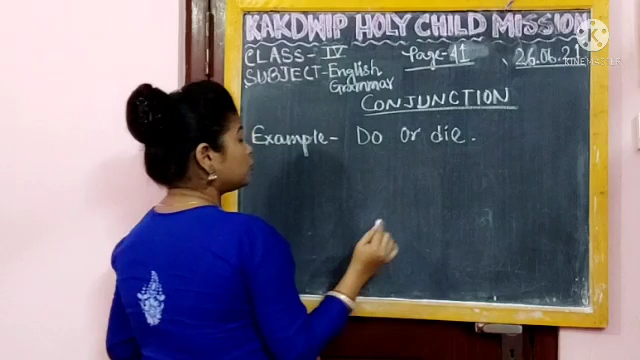 KAKDWIP HOLY CHILD MISSION
CLASS - IV Page - 41 26.06.21
SUBJECT - English
Grammar
CONJUNCTION
Example - Do or die.
KINEMASTER